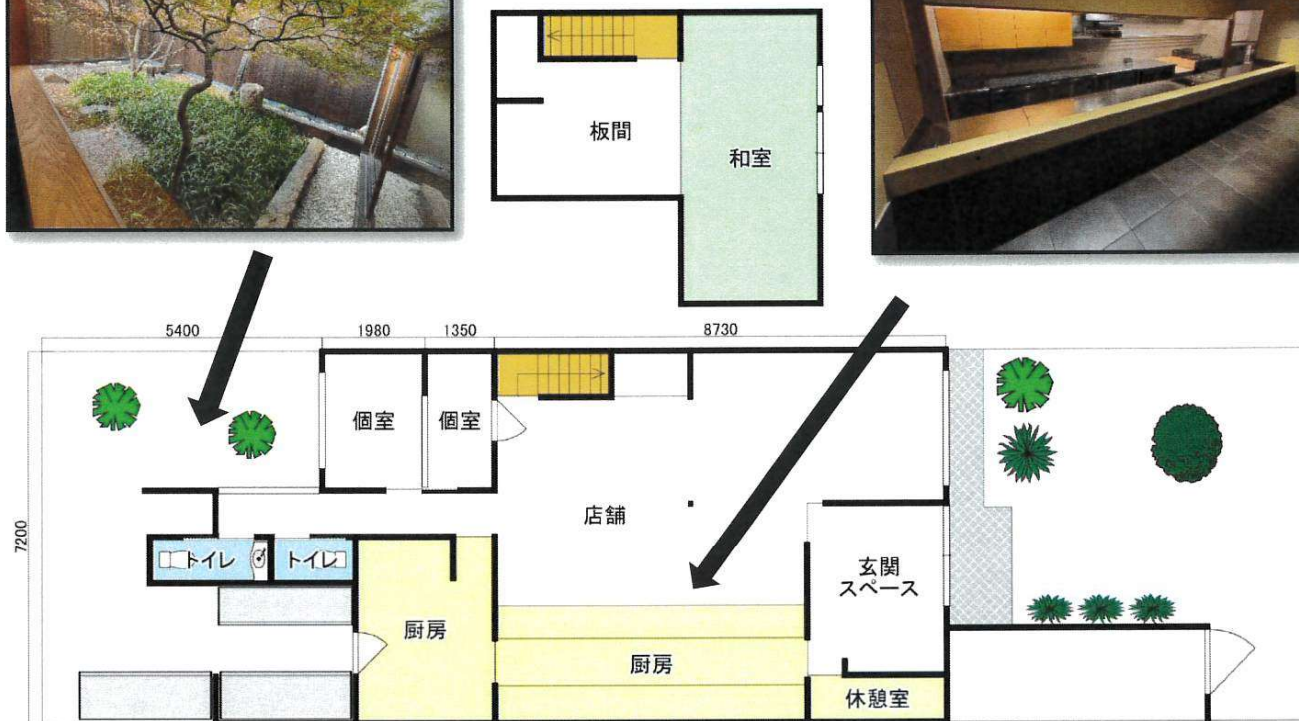 板間
和室
5400
1980
1350
8730
7200
個室
個室
店舗
トイレ
トイレ
玄関
スペース
厨房
厨房
休憩室